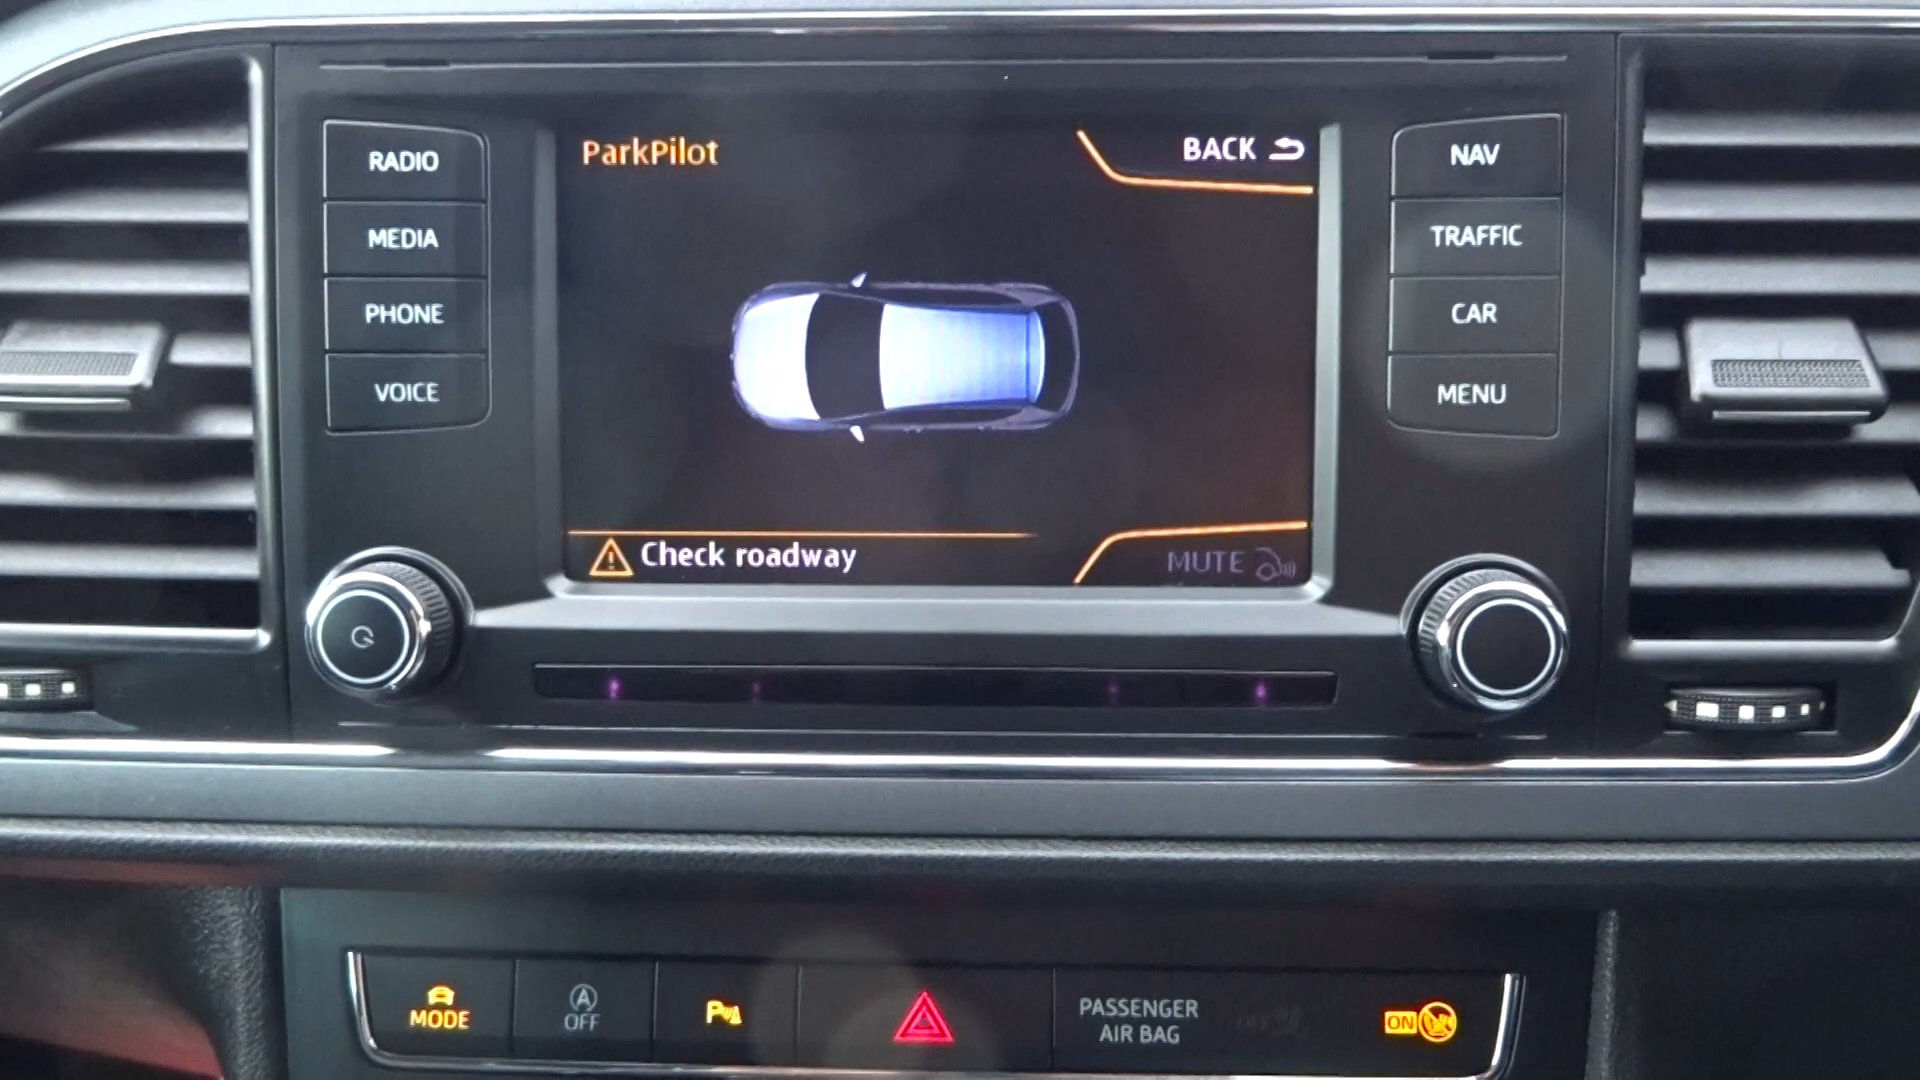 RADIO
MEDIA
PHONE
VOICE
ParkPilot
BACK
Check roadway
MUTE
NAV
TRAFFIC
CAR
MENU
MODE
A
OFF
P
PASSENGER
AIR BAG
ON